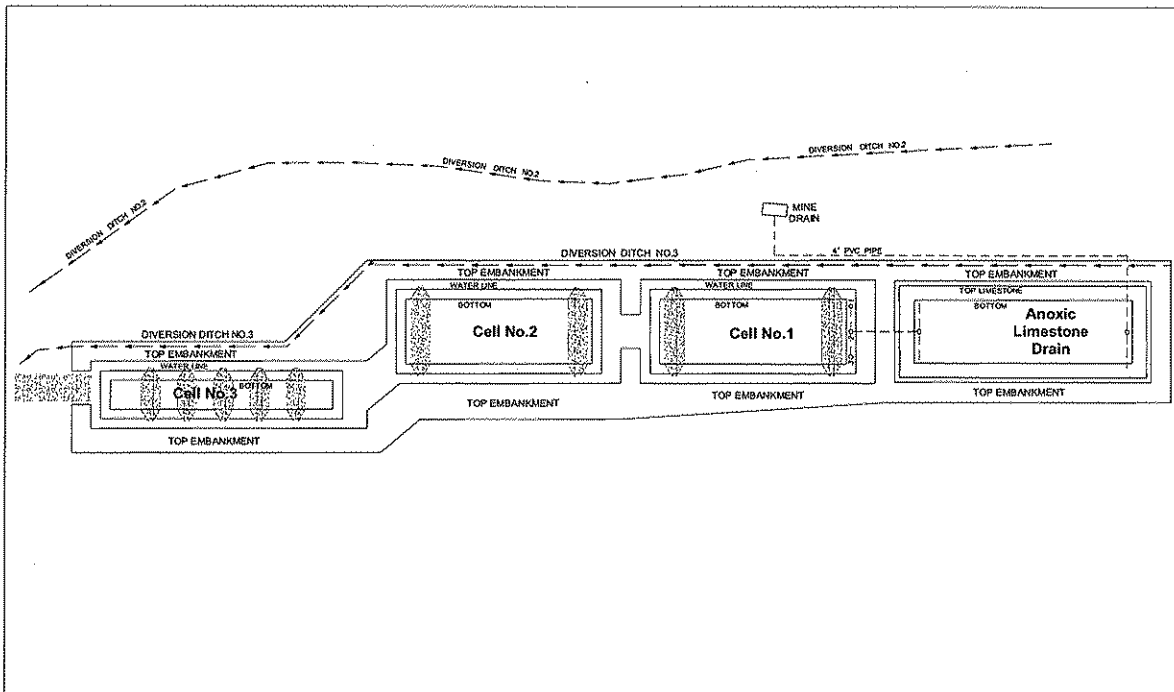 DIVERSION DITCH NO.2
DIVERSION DITCH NO.2
DIVERSION DITCH NO.2
MINE
DRAIN
4" PVC PIPE
DIVERSION DITCH NO.3
TOP EMBANKMENT
TOP EMBANKMENT
TOP EMBANKMENT
WATER LINE
WATER LINE
TOP LIMESTONE
BOTTOM
BOTTOM
BOTTOM
Cell No.2
Cell No.1
Anoxic
Limestone
Drain
DIVERSION DITCH NO.3
TOP EMBANKMENT
WATER LINE
BOTTOM
Cell No.3
TOP EMBANKMENT
TOP EMBANKMENT
TOP EMBANKMENT
TOP EMBANKMENT